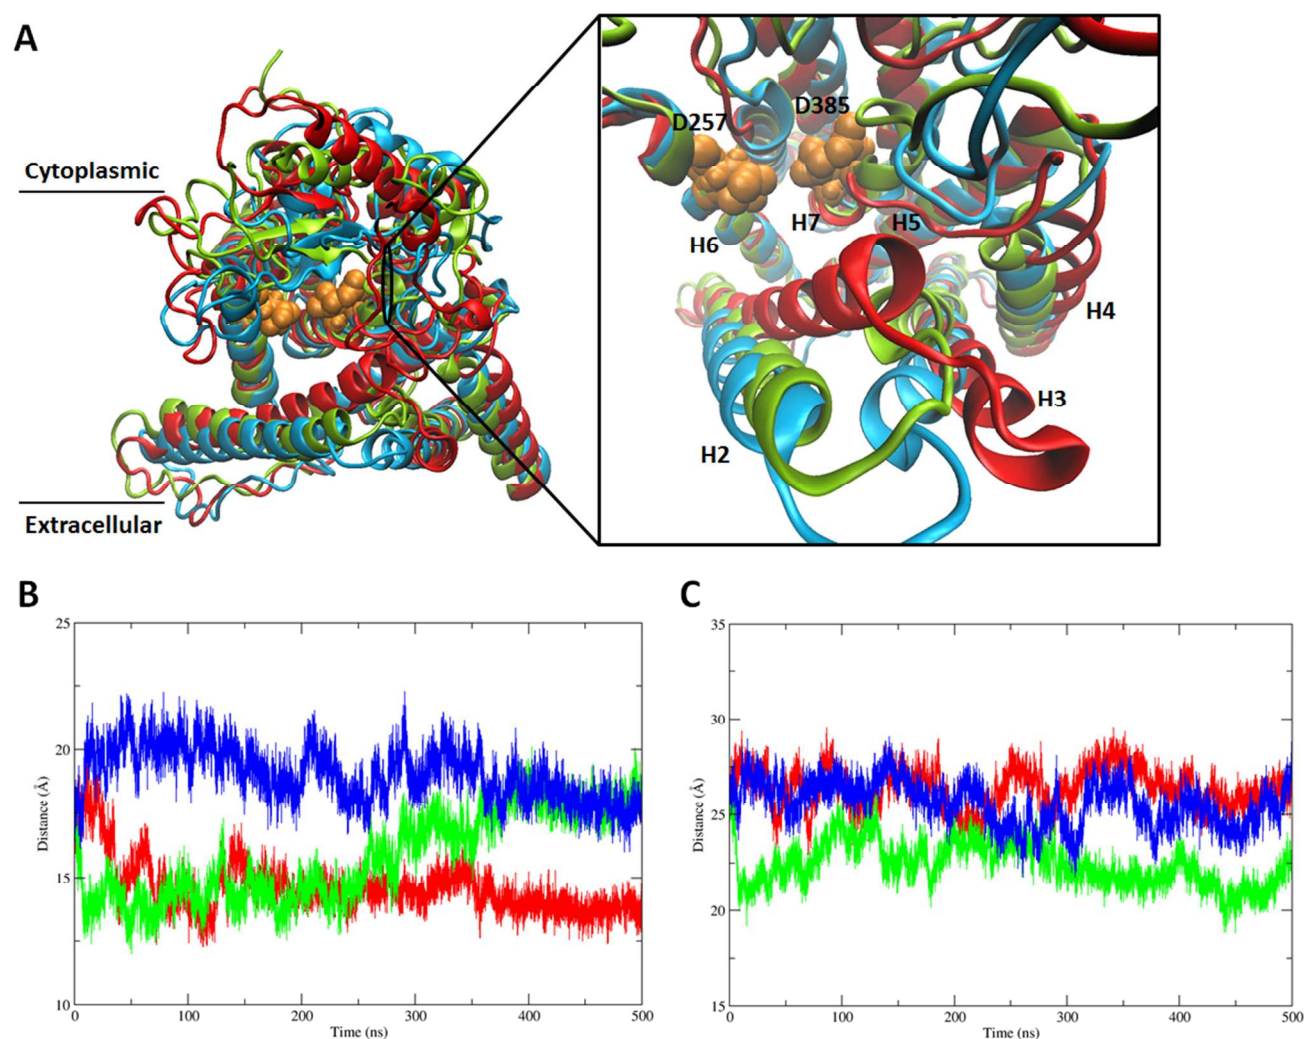 A
Cytoplasmic
Extracellular
D257
D385
H6
H7
H5
H4
H3
H2
B
25
20
15
10
Distance (Å)
0
100
200
300
400
500
Time (ns)
C
35
30
25
20
15
Distance (Å)
0
100
200
300
400
500
Time (ns)